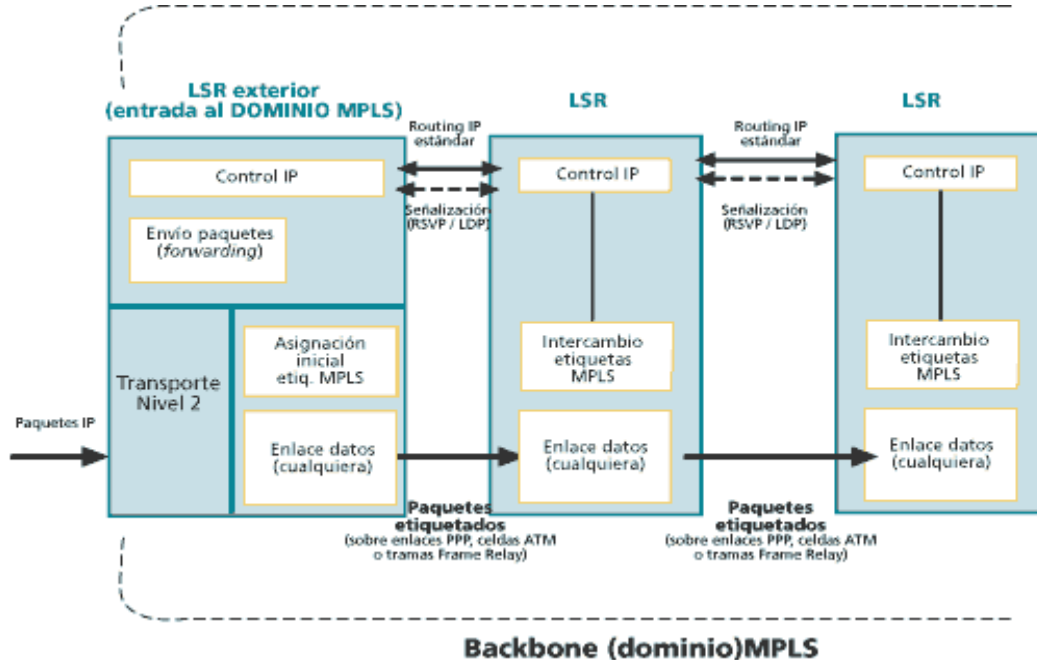 LSR exterior
(entrada al DOMINIO MPLS)
LSR
LSR
Routing IP
estándar
Routing IP
estándar
Control IP
Control IP
Control IP
Señalización
(RSVP / LDP)
Señalización
(RSVP / LDP)
Envío paquetes
(forwarding)
Asignación
inicial
etiq. MPLS
Intercambio
etiquetas
MPLS
Intercambio
etiquetas
MPLS
Transporte
Nivel 2
Paquetes IP
Enlace datos
(cualquiera)
Enlace datos
(cualquiera)
Enlace datos
(cualquiera)
Paquetes
etiquetados
(sobre enlaces PPP, celdas ATM
o tramas Frame Relay)
Paquetes
etiquetados
(sobre enlaces PPP, celdas ATM
o tramas Frame Relay)
Backbone (dominio)MPLS